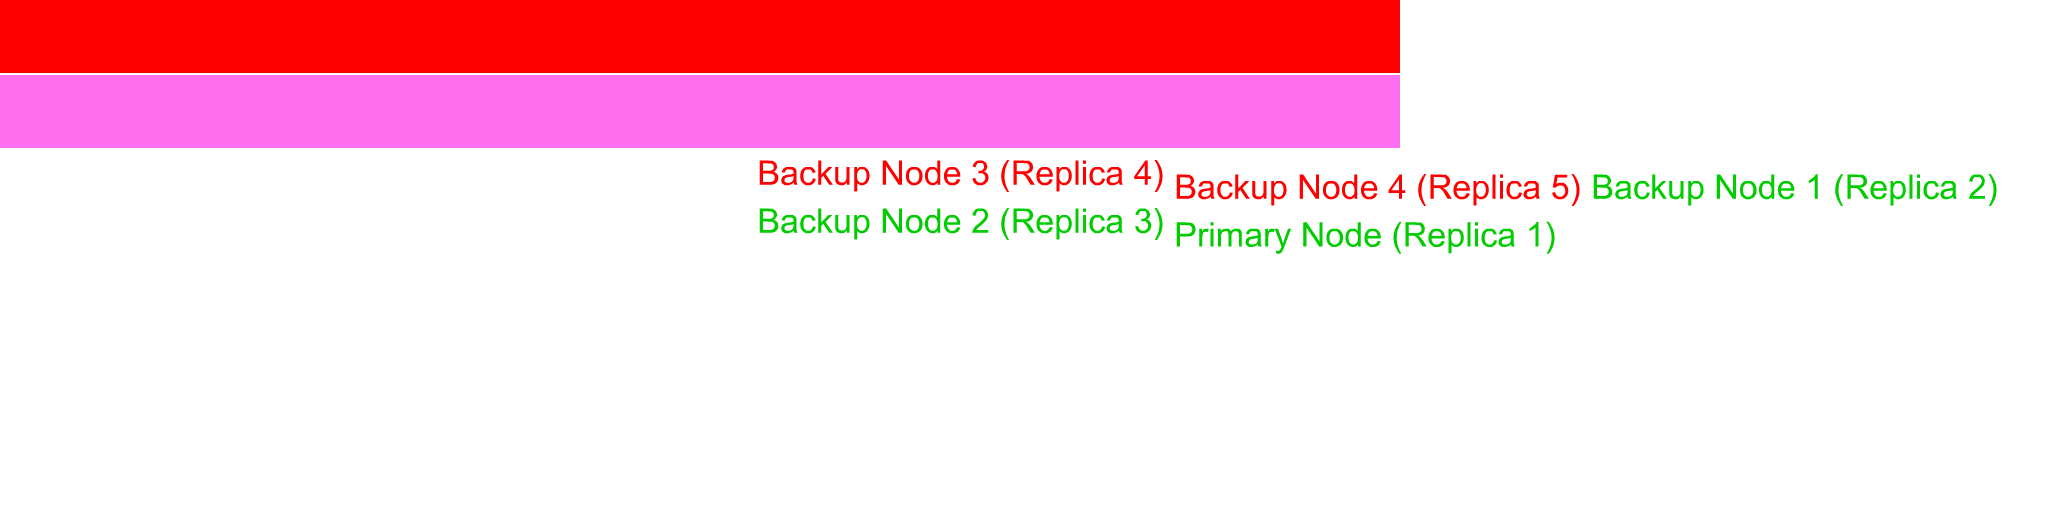 Backup Node 3 (Replica 4)
Backup Node 4 (Replica 5)
Backup Node 1 (Replica 2)
Backup Node 2 (Replica 3)
Primary Node (Replica 1)